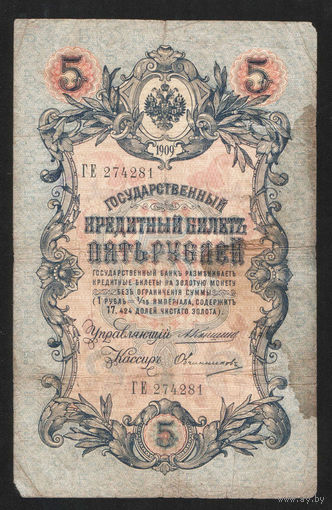 5 5
1909
ГЕ 274281
ГОСУДАРСТВЕННЫЙ
КРЕДИТНЫЙ БИЛЕТЪ
ПЯТЬ РУБЛЕЙ
ГОСУДАРСТВЕННЫЙ БАНКЪ РАЗМѢНИВАЕТЪ
КРЕДИТНЫЕ БИЛЕТЫ НА ЗОЛОТУЮ МОНЕТУ
БЕЗЪ ОГРАНИЧЕНІЯ СУММЫ
(1 РУБЛЬ = 1/15 ИМПЕРІАЛА, СОДЕРЖИТЪ
17,424 ДОЛЕЙ ЧИСТАГО ЗОЛОТА).
Управляющій
Кассиръ Овчинниковъ
ГЕ 274281
5
www.ay.by